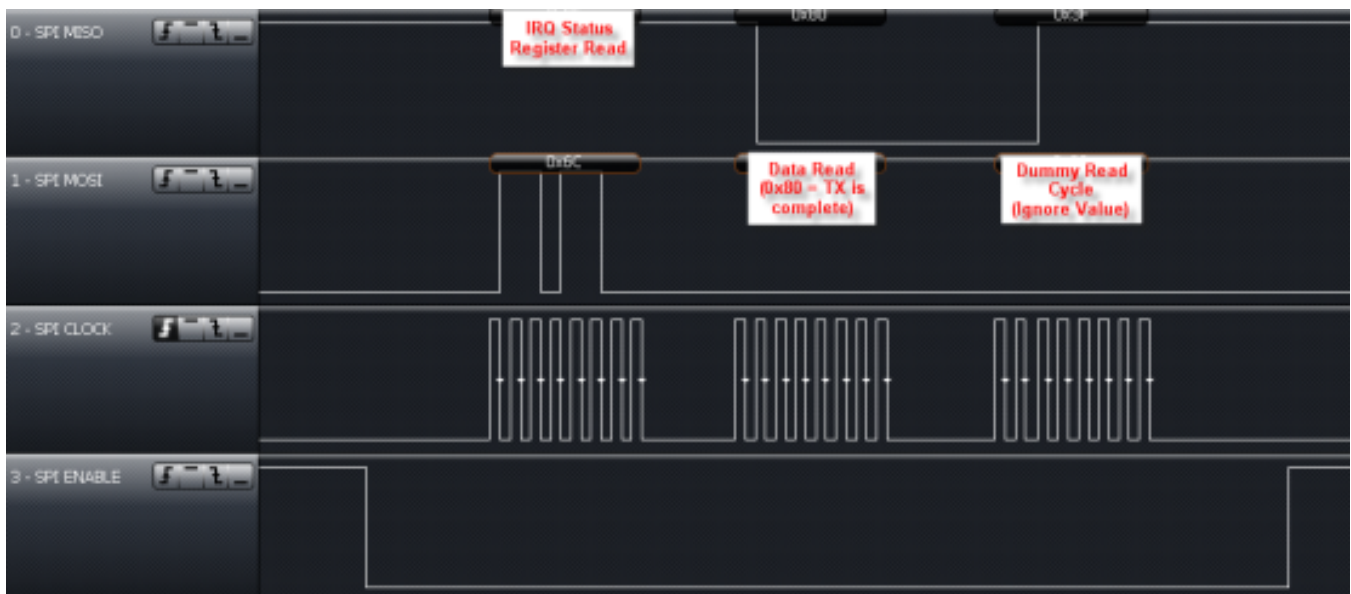 0 - SPI MISO
IRQ Status
Register Read
0x80
0x3F
1 - SPI MOSI
0x6C
Data Read
(0x80 – TX is
complete)
Dummy Read
Cycle
(Ignore Value)
2 - SPI CLOCK
3 - SPI ENABLE